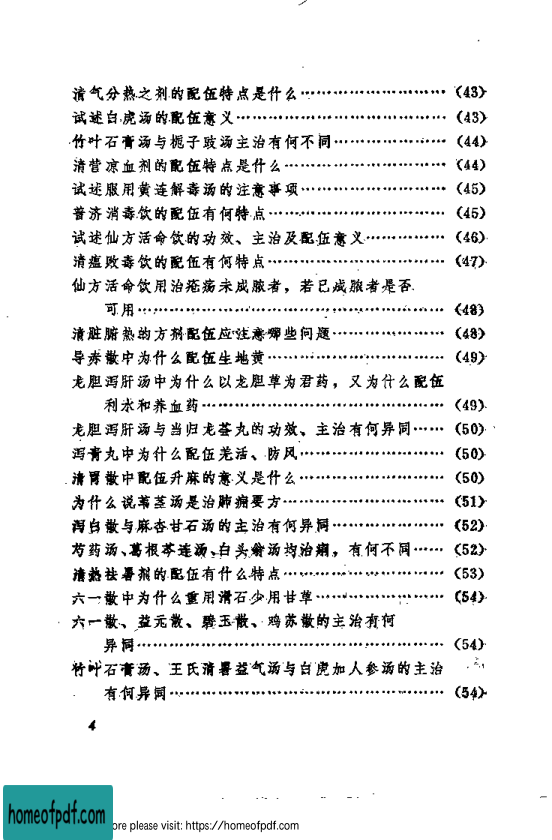 清气分热之剂的配伍特点是什么……………………（43）
试述白虎汤的配伍意义……………………………（43）
竹叶石膏汤与栀子豉汤主治有何不同………………（44）
清营凉血剂的配伍特点是什么………………………（44）
试述服用黄连解毒汤的注意事项……………………（45）
普济消毒饮的配伍有何特点…………………………（45）
试述仙方活命饮的功效、主治及配伍意义…………（46）
清瘟败毒饮的配伍有何特点…………………………（47）
仙方活命饮用治疮疡未成脓者，若已成脓者是否
可用……………………………………………（48）
清脏腑热的方剂配伍应注意哪些问题………………（48）
导赤散中为什么配伍生地黄…………………………（49）
龙胆泻肝汤中为什么以龙胆草为君药，又为什么配伍
利水和养血药…………………………………（49）
龙胆泻肝汤与当归龙荟丸的功效、主治有何异同……（50）
泻青丸中为什么配伍羌活、防风……………………（50）
清胃散中配伍升麻的意义是什么……………………（50）
为什么说苇茎汤是治肺痈要方………………………（51）
泻白散与麻杏甘石汤的主治有何异同………………（52）
芍药汤、葛根芩连汤、白头翁汤均治痢，有何不同……（52）
清热祛暑剂的配伍有什么特点………………………（53）
六一散中为什么重用滑石少用甘草…………………（54）
六一散、益元散、碧玉散、鸡苏散的主治有何
异同……………………………………………（54）
竹叶石膏汤、王氏清暑益气汤与白虎加人参汤的主治
有何异同………………………………………（54）
4
homeofpdf.com
ore please visit: https://homeofpdf.com